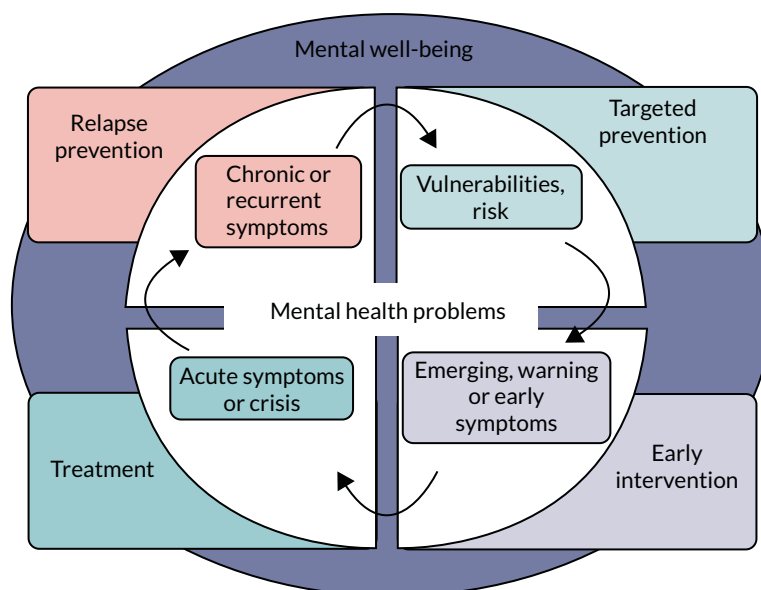 Mental well-being
Relapse
prevention
Targeted
prevention
Chronic or
recurrent
symptoms
Vulnerabilities,
risk
Mental health problems
Acute symptoms
or crisis
Emerging, warning
or early
symptoms
Treatment
Early
intervention